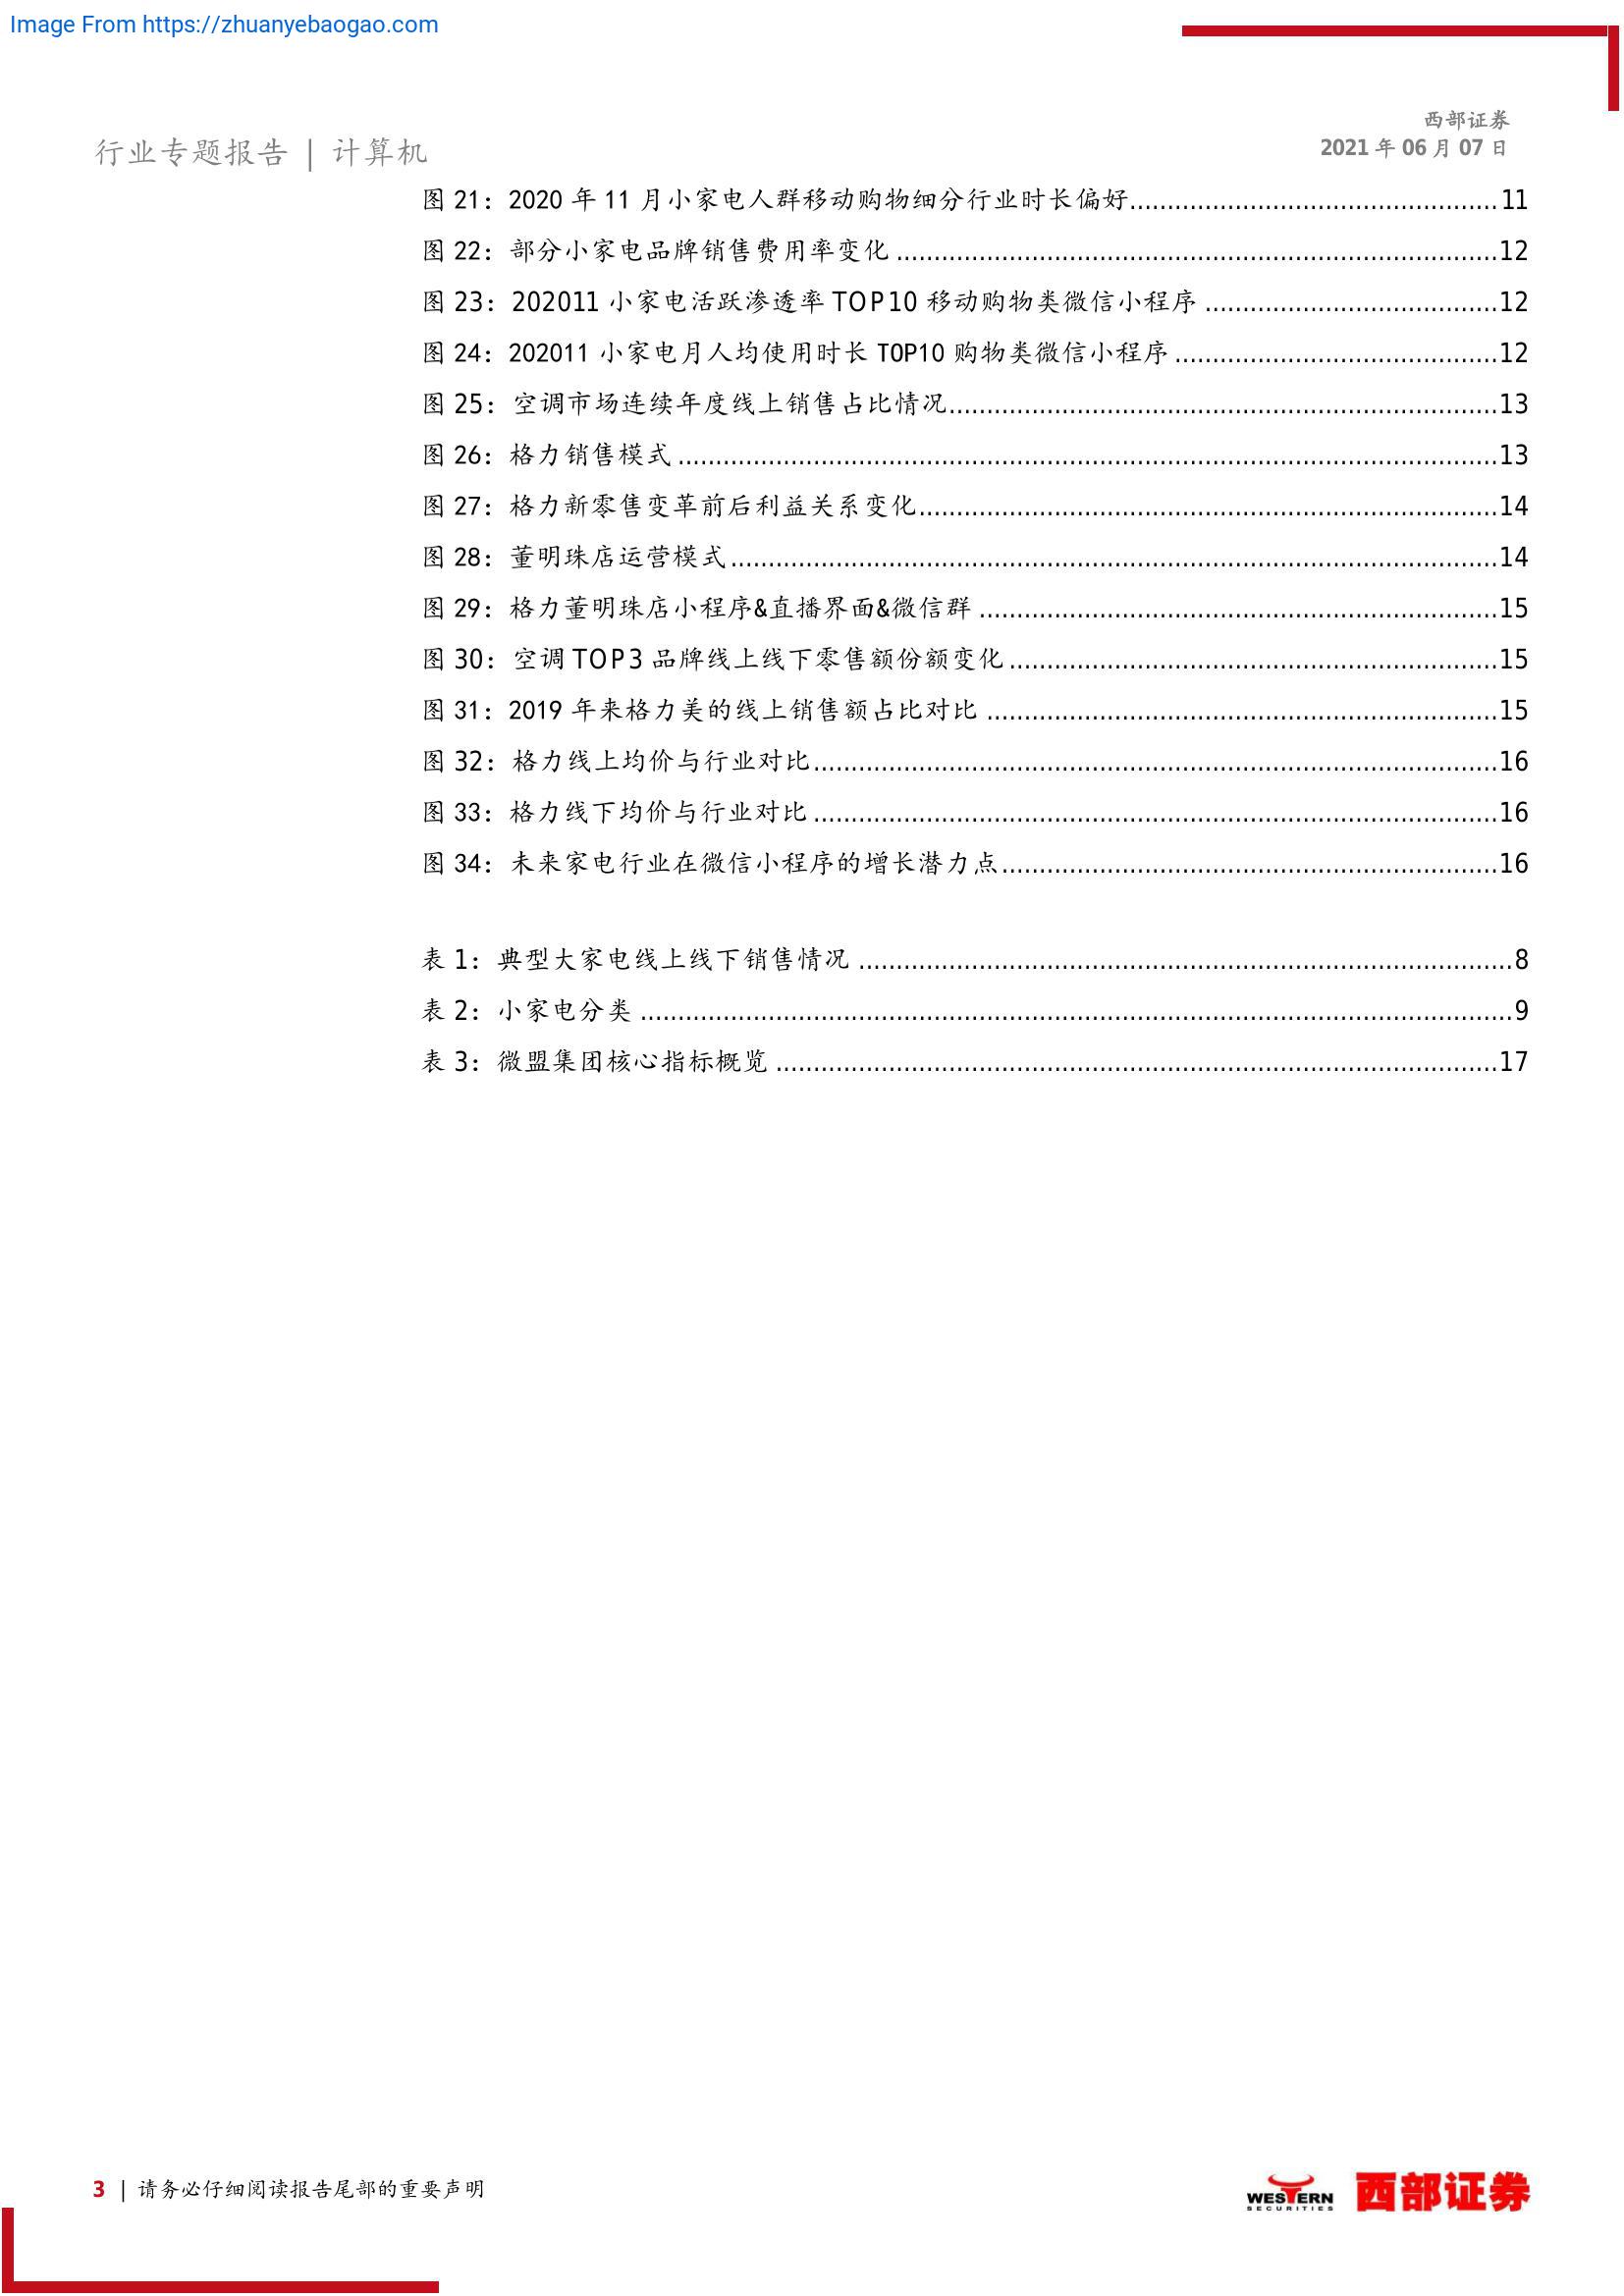 Image From https://zhuanyebaogao.com
西部证券
行业专题报告 | 计算机
2021 年 06 月 07 日
图 21：2020 年 11 月小家电人群移动购物细分行业时长偏好................................................. 11
图 22：部分小家电品牌销售费用率变化 ................................................................................12
图 23：202011 小家电活跃渗透率 TOP10 移动购物类微信小程序 .......................................12
图 24：202011 小家电月人均使用时长 TOP10 购物类微信小程序...........................................12
图 25：空调市场连续年度线上销售占比情况.........................................................................13
图 26：格力销售模式 .............................................................................................................13
图 27：格力新零售变革前后利益关系变化.............................................................................14
图 28：董明珠店运营模式......................................................................................................14
图 29：格力董明珠店小程序&直播界面&微信群 .....................................................................15
图 30：空调 TOP3 品牌线上线下零售额份额变化.................................................................15
图 31：2019 年来格力美的线上销售额占比对比 ....................................................................15
图 32：格力线上均价与行业对比...........................................................................................16
图 33：格力线下均价与行业对比 ...........................................................................................16
图 34：未来家电行业在微信小程序的增长潜力点..................................................................16
表 1：典型大家电线上线下销售情况 .......................................................................................8
表 2：小家电分类 ....................................................................................................................9
表 3：微盟集团核心指标概览 ................................................................................................17
3 | 请务必仔细阅读报告尾部的重要声明
WESTERN
SECURITIES
西部证券